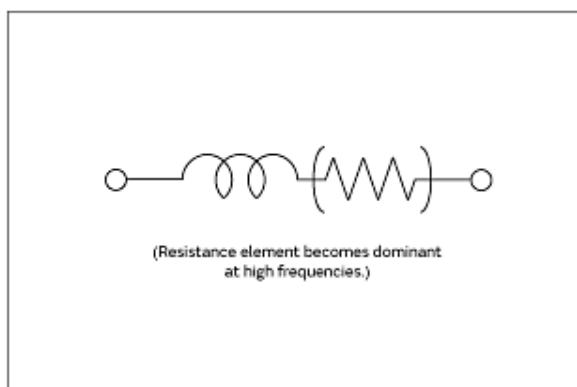 (Resistance element becomes dominant
at high frequencies.)